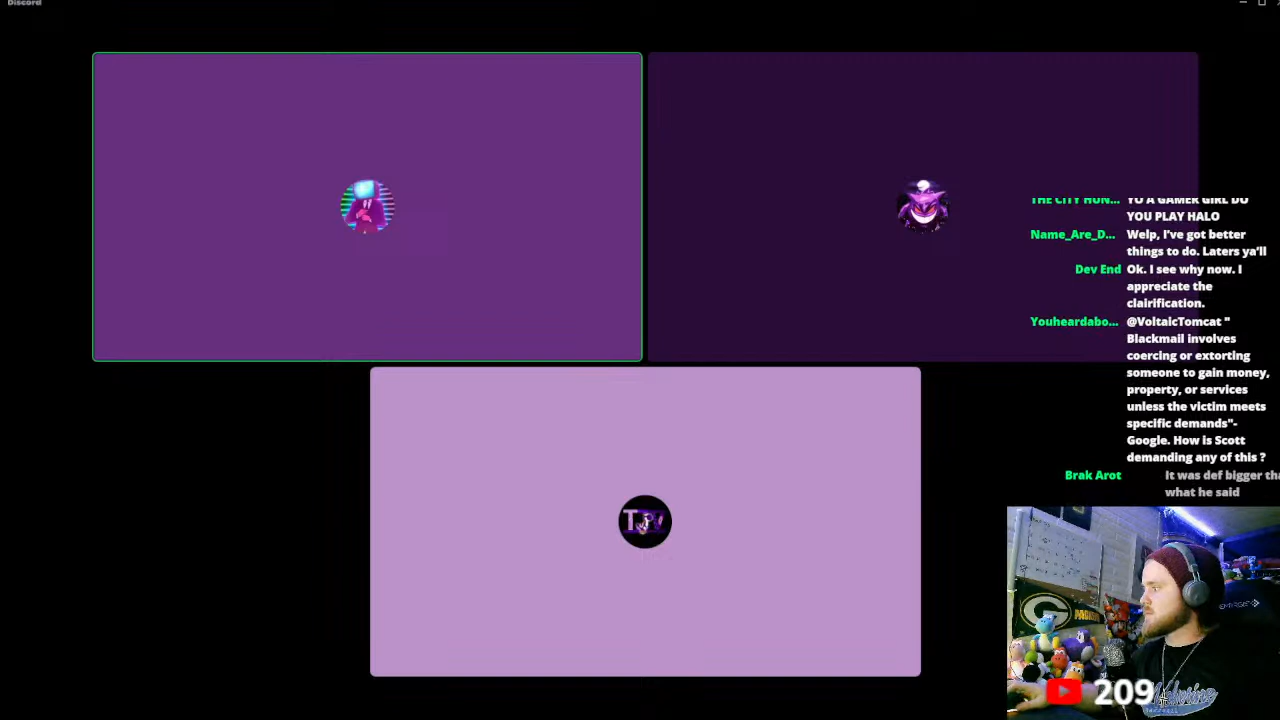 Discord
THE CITY HUN... YO A GAMER GIRL DO
YOU PLAY HALO
Name_Are_D... Welp, I've got better
things to do. Laters ya'll
Dev End Ok. I see why now. I
appreciate the
clairification.
Youheardabo... @VoltaicTomcat "
Blackmail involves
coercing or extorting
someone to gain money,
property, or services
unless the victim meets
specific demands"-
Google. How is Scott
demanding any of this ?
Brak Arot It was def bigger tha
what he said
G PACKERS
209